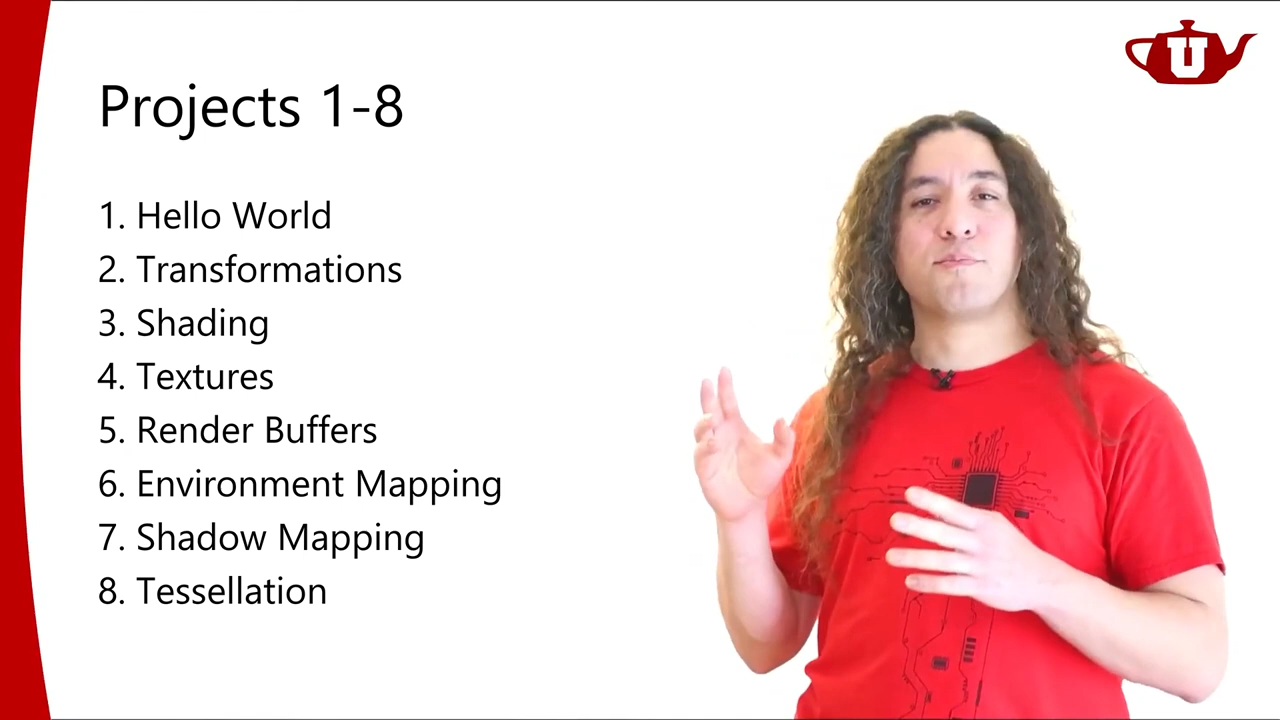 U
Projects 1-8
1. Hello World
2. Transformations
3. Shading
4. Textures
5. Render Buffers
6. Environment Mapping
7. Shadow Mapping
8. Tessellation